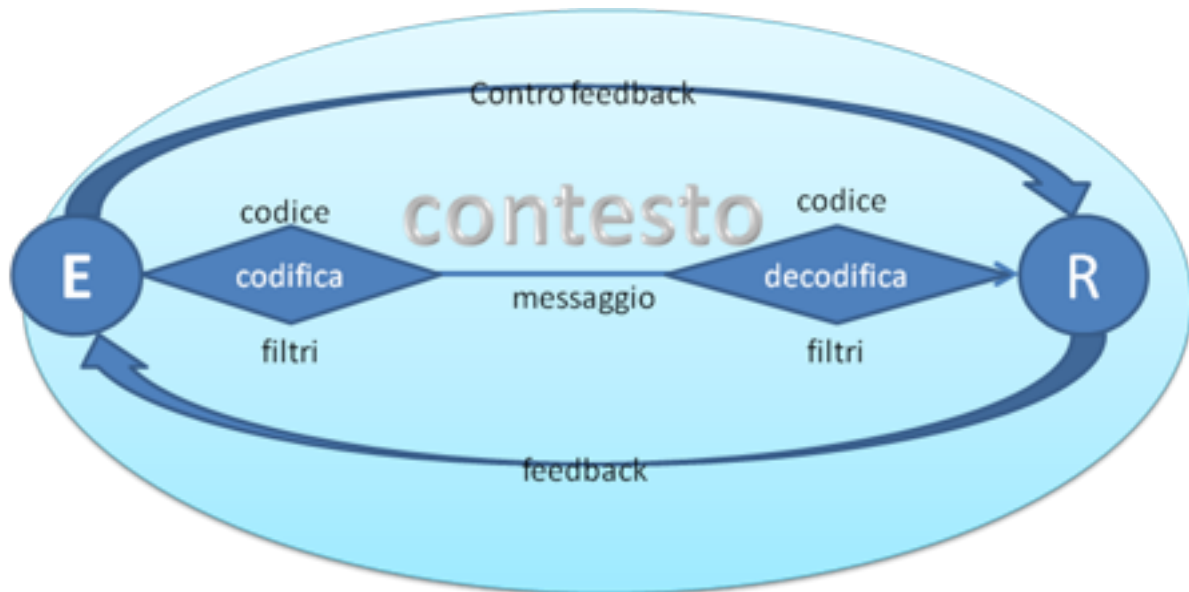 Contro feedback
contesto
codice
codice
E
codifica
messaggio
decodifica
R
filtri
filtri
feedback